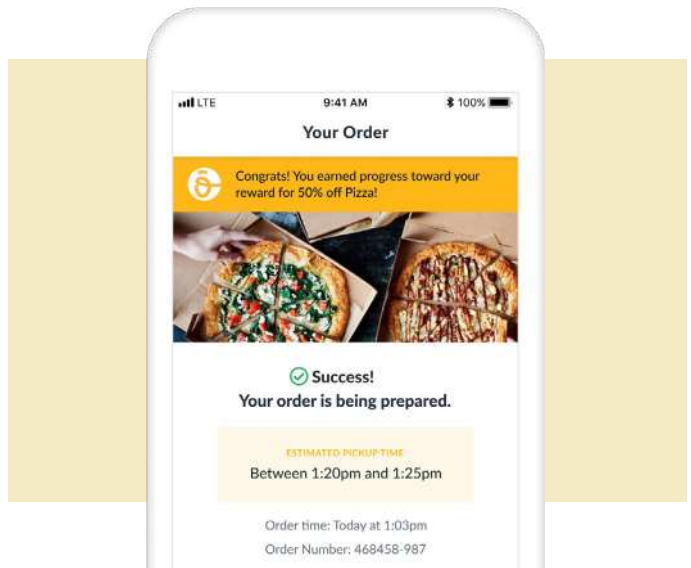 LTE 9:41 AM 100%
Your Order
Congrats! You earned progress toward your
reward for 50% off Pizza!
Success!
Your order is being prepared.
ESTIMATED PICKUP TIME
Between 1:20pm and 1:25pm
Order time: Today at 1:03pm
Order Number: 468458-987